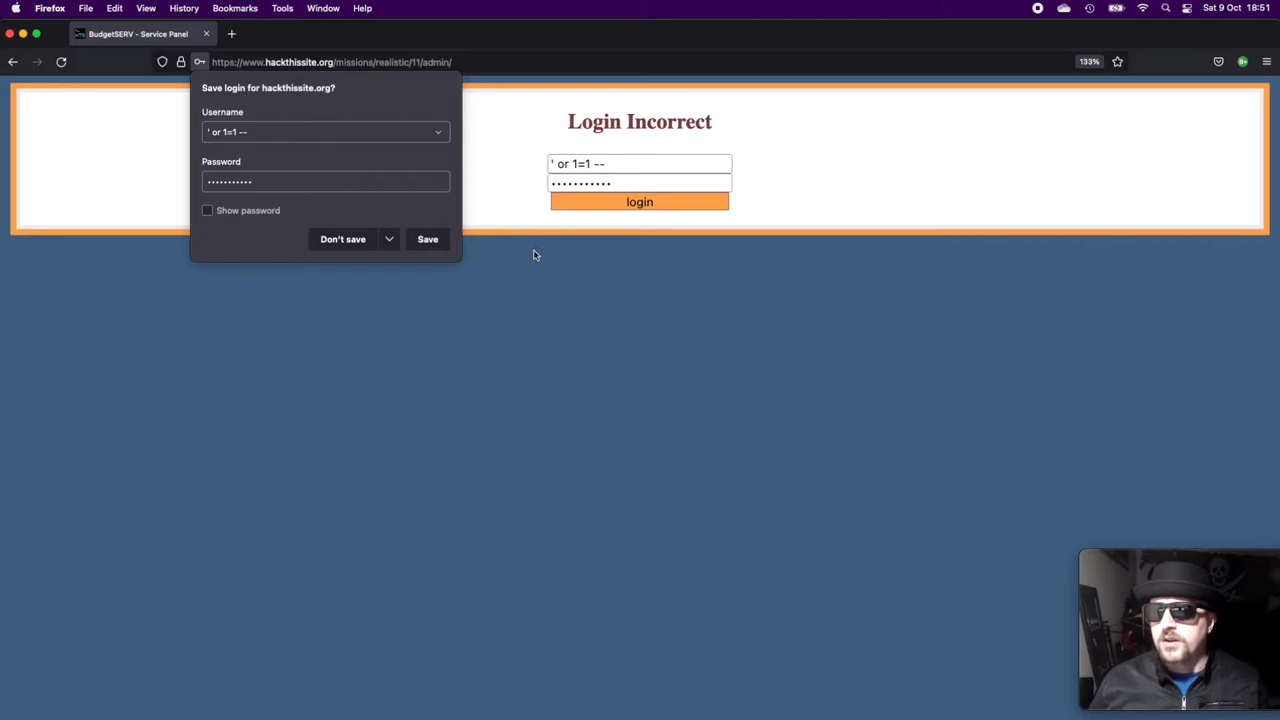 Firefox File Edit View History Bookmarks Tools Window Help Sat 9 Oct 18:51
BudgetSERV - Service Panel
https://www.hackthissite.org/missions/realistic/11/admin/ 133%
Save login for hackthissite.org?
Username
' or 1=1 --
Password
•••••••••••
Show password
Don't save Save
Login Incorrect
' or 1=1 --
•••••••••••
login